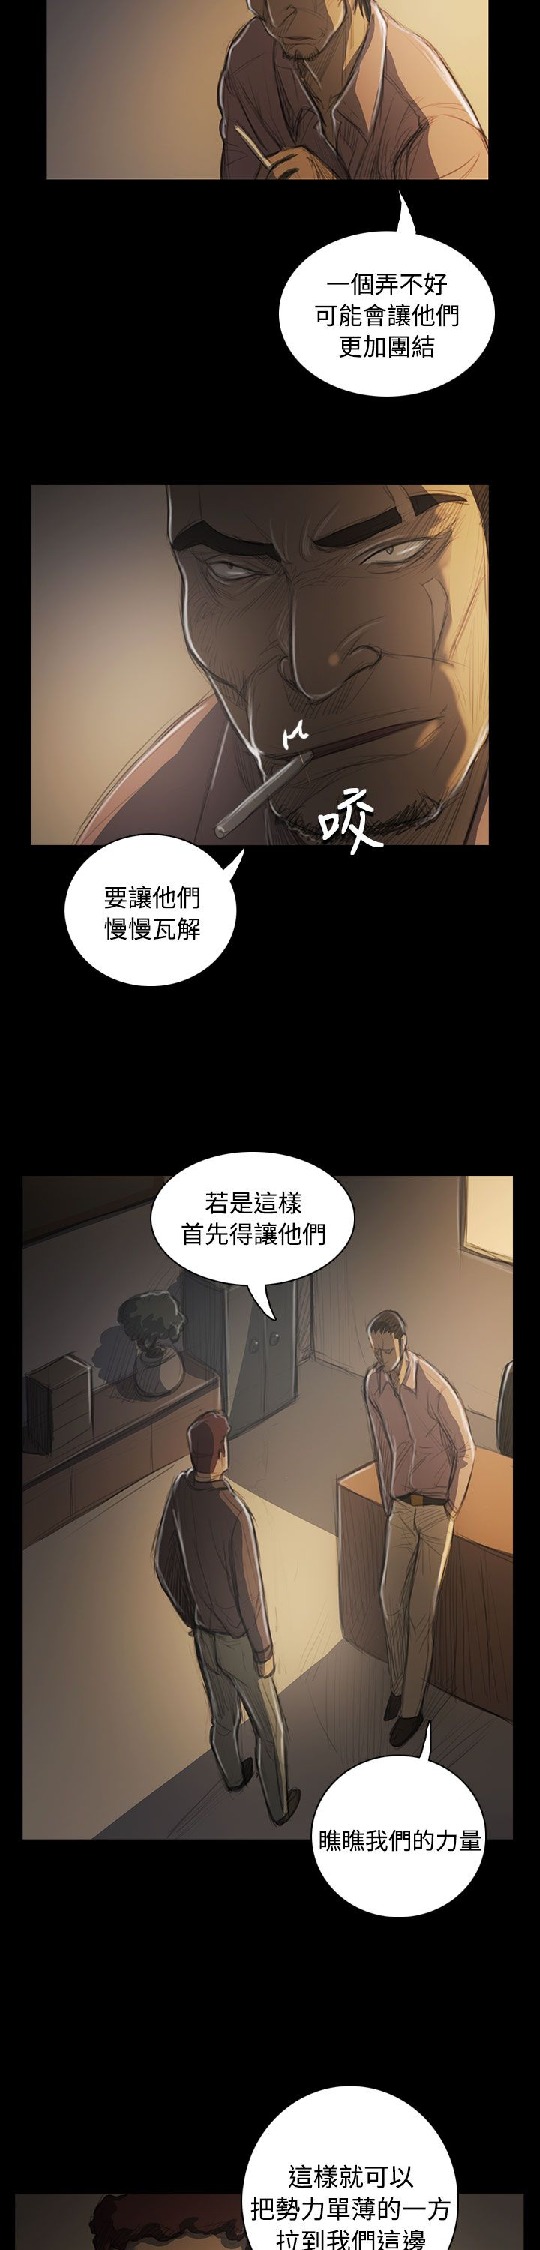 一個弄不好
可能會讓他們
更加團結
咬
要讓他們
慢慢瓦解
若是這樣
首先得讓他們
瞧瞧我們的力量
這樣就可以
把勢力單薄的一方
拉到我們這邊